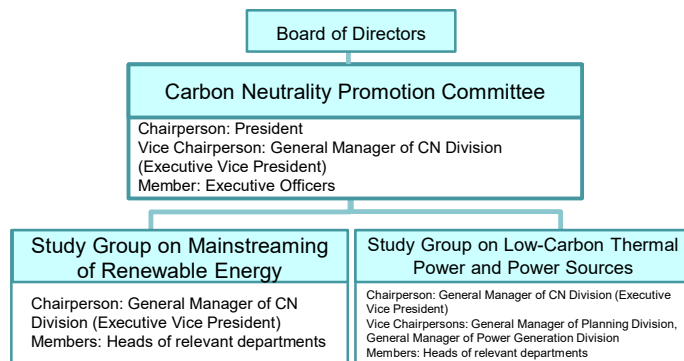 Board of Directors
Carbon Neutrality Promotion Committee
Chairperson: President
Vice Chairperson: General Manager of CN Division
(Executive Vice President)
Member: Executive Officers
Study Group on Mainstreaming
of Renewable Energy
Chairperson: General Manager of CN
Division (Executive Vice President)
Members: Heads of relevant departments
Study Group on Low-Carbon Thermal
Power and Power Sources
Chairperson: General Manager of CN Division (Executive
Vice President)
Vice Chairpersons: General Manager of Planning Division,
General Manager of Power Generation Division
Members: Heads of relevant departments